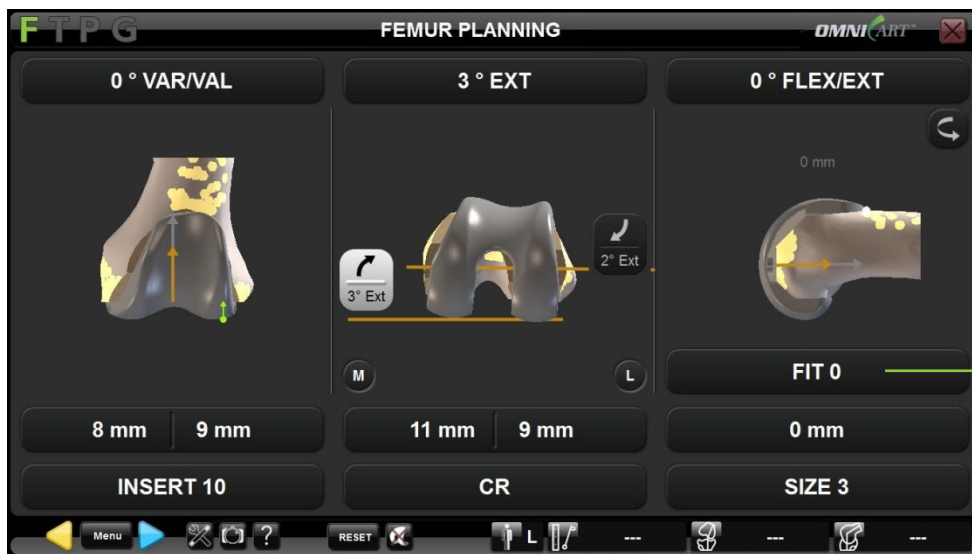 F T P G
FEMUR PLANNING
OMNI ART™
0 ° VAR/VAL
3 ° EXT
0 ° FLEX/EXT
0 mm
3° Ext
2° Ext
M
L
FIT 0
8 mm 9 mm
11 mm 9 mm
0 mm
INSERT 10
CR
SIZE 3
Menu
?
RESET
L
---
---
---